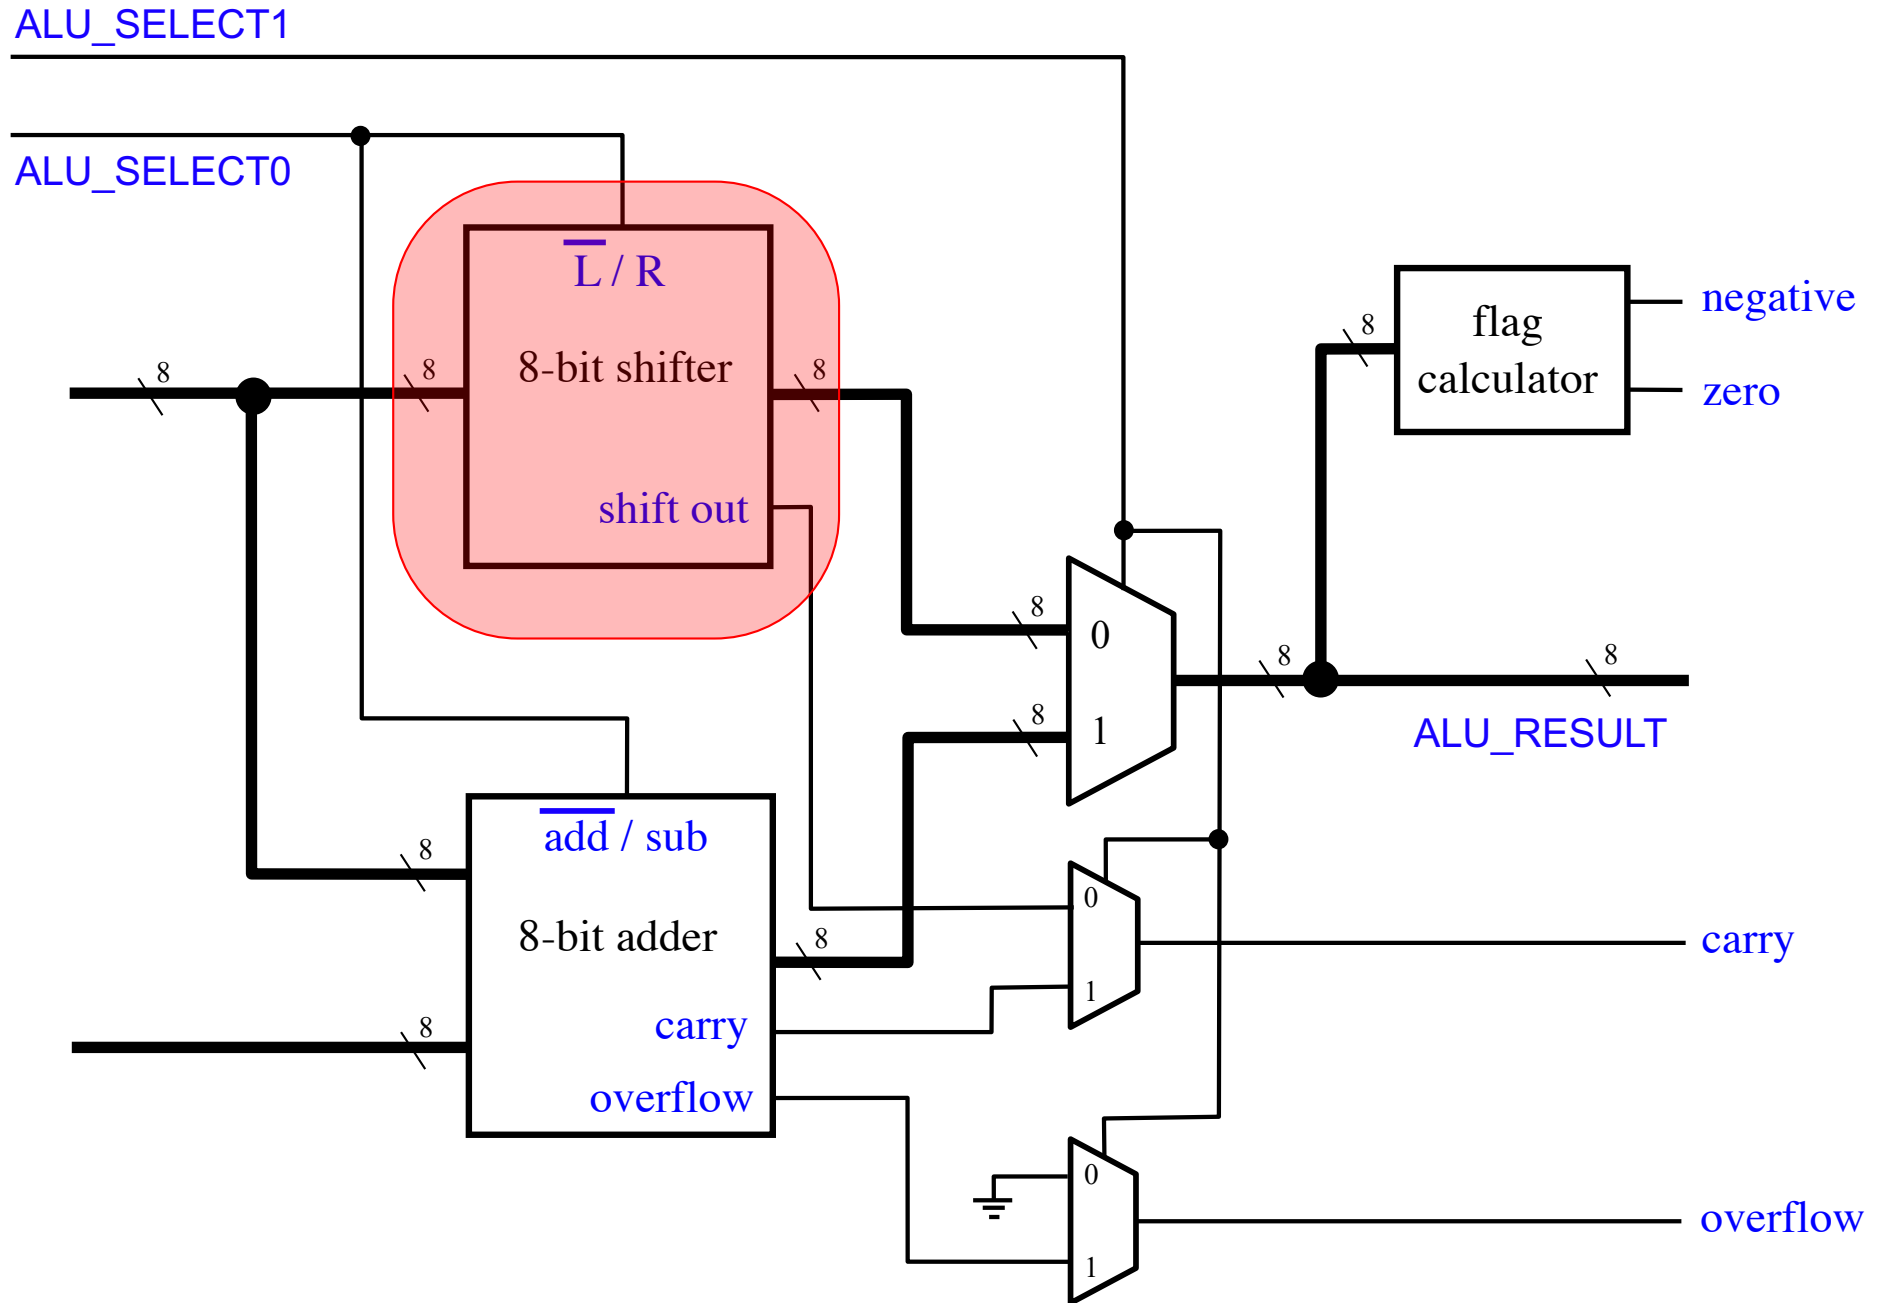 ALU_SELECT1
ALU_SELECT0
L / R
8-bit shifter
shift out
8
8
8
flag
calculator
negative
zero
8
8
0
8
1
8
8
ALU_RESULT
add / sub
8-bit adder
carry
overflow
8
8
8
0
1
carry
0
1
overflow